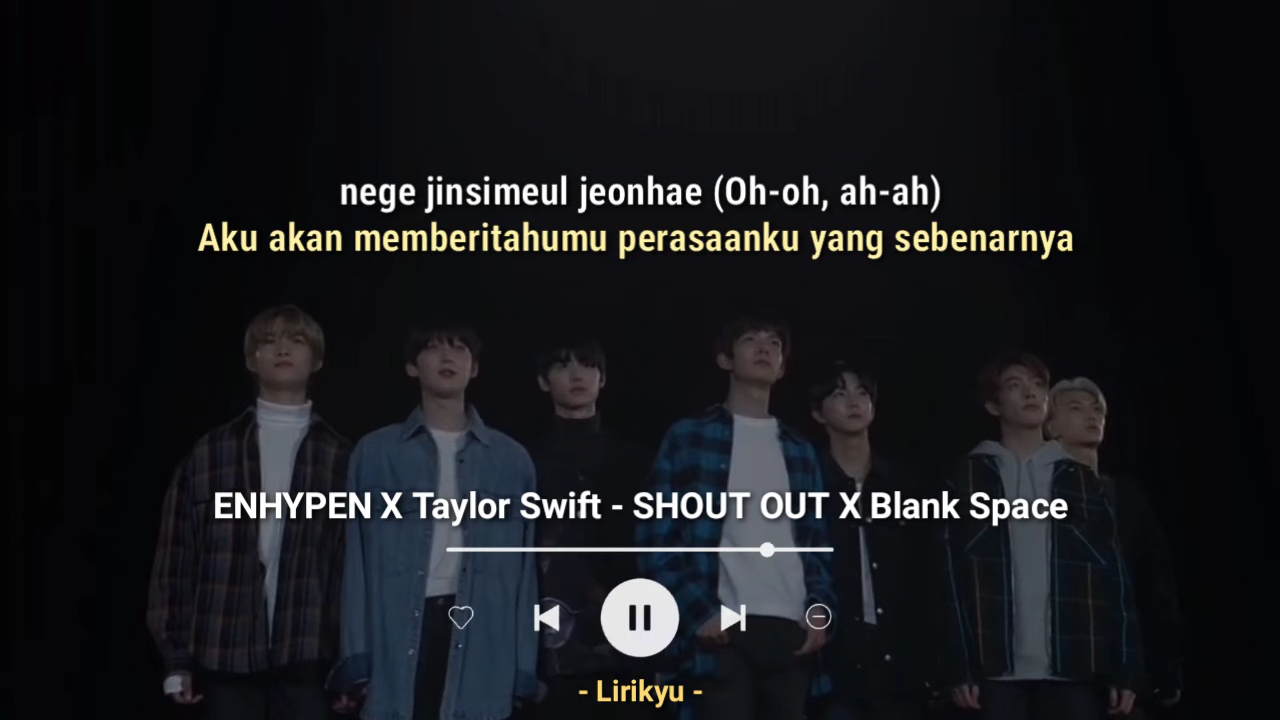 nege jinsimeul jeonhae (Oh-oh, ah-ah)
Aku akan memberitahumu perasaanku yang sebenarnya
ENHYPEN X Taylor Swift - SHOUT OUT X Blank Space
- Lirikyu -